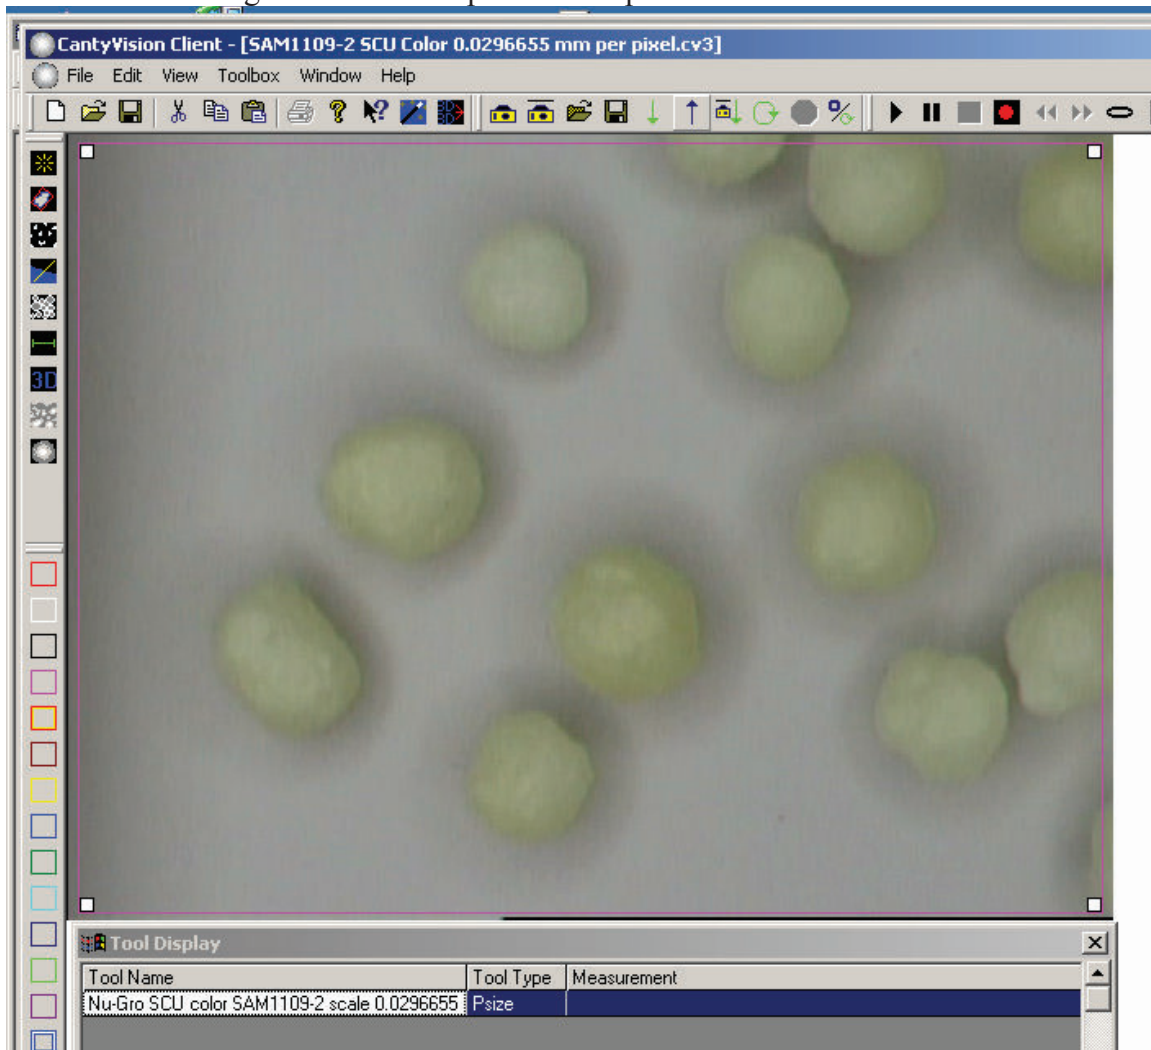 CantyVision Client - [SAM1109-2 SCU Color 0.0296655 mm per pixel.cv3]
File Edit View Toolbox Window Help
3D
Tool Display
Tool Name Tool Type Measurement
Nu-Gro SCU color SAM1109-2 scale 0.0296655 Psize